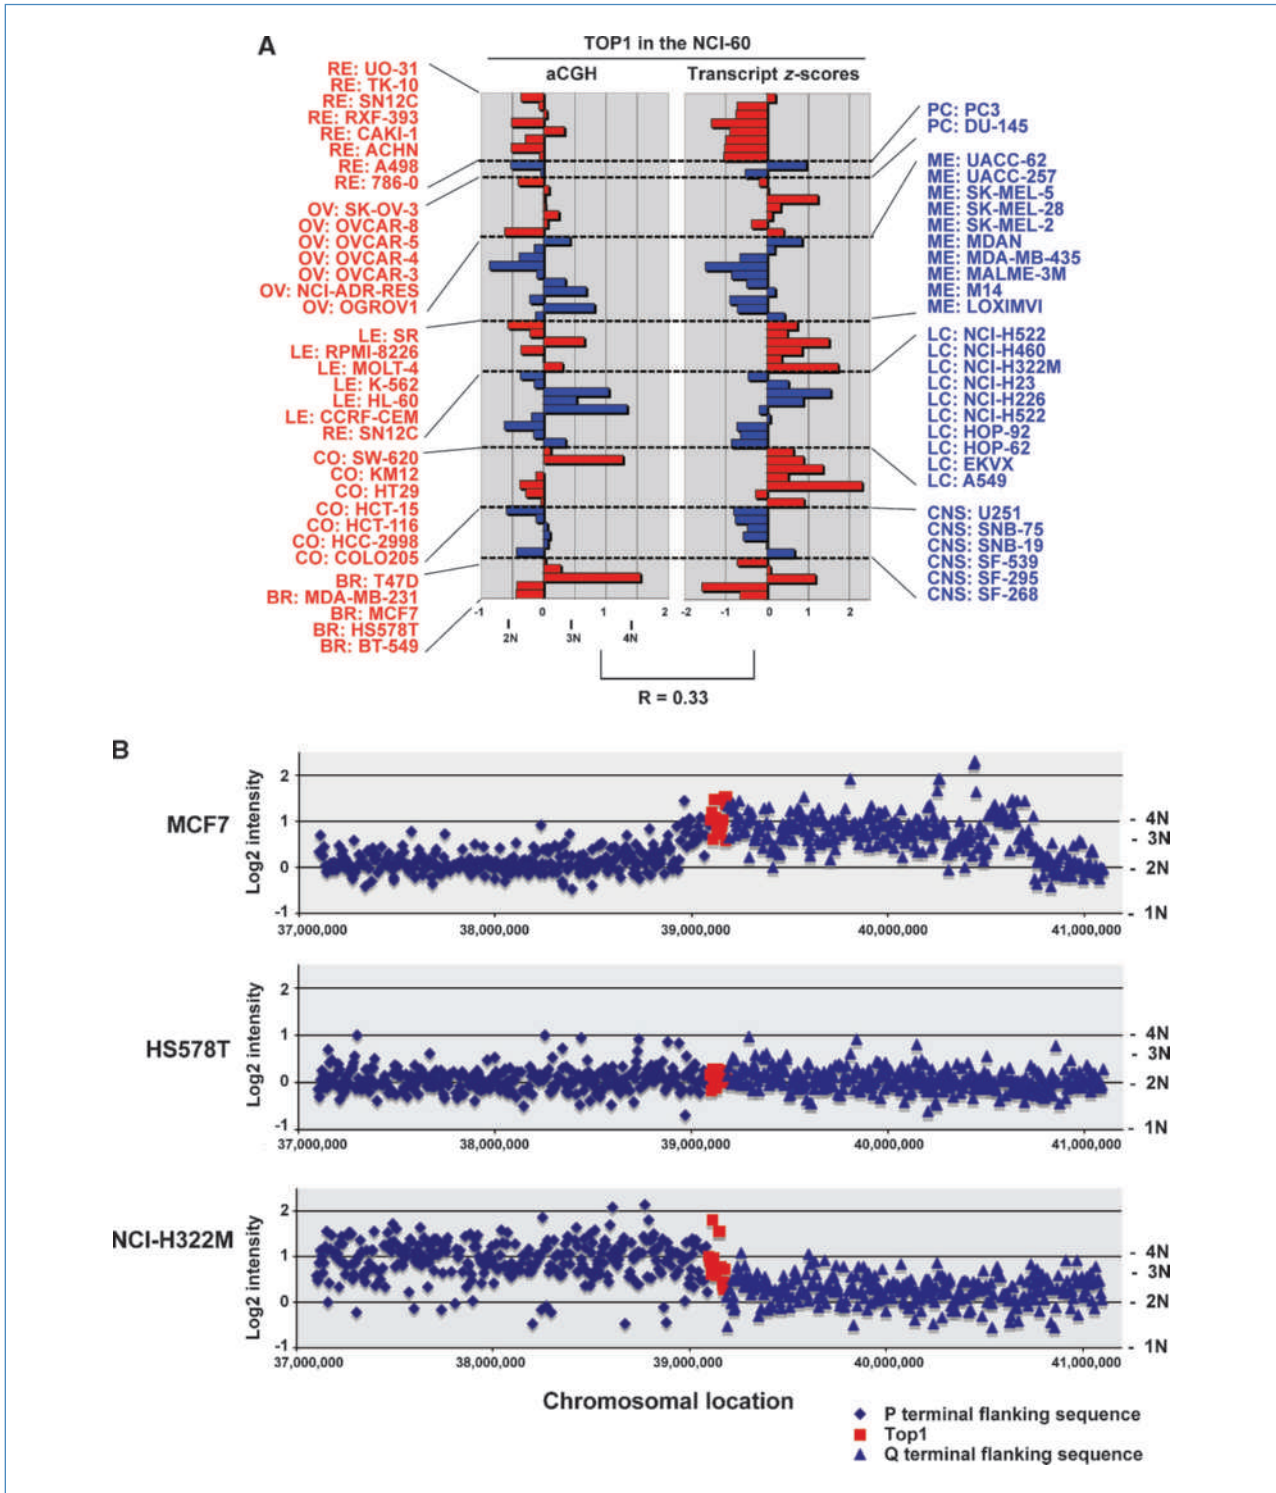 A
TOP1 in the NCI-60
aCGH
Transcript z-scores
RE: UO-31
RE: TK-10
RE: SN12C
RE: RXF-393
RE: CAKI-1
RE: ACHN
RE: A498
RE: 786-0
OV: SK-OV-3
OV: OVCAR-8
OV: OVCAR-5
OV: OVCAR-4
OV: OVCAR-3
OV: NCI-ADR-RES
OV: OGROV1
LE: SR
LE: RPMI-8226
LE: MOLT-4
LE: K-562
LE: HL-60
LE: CCRF-CEM
RE: SN12C
CO: SW-620
CO: KM12
CO: HT29
CO: HCT-15
CO: HCT-116
CO: HCC-2998
CO: COLO205
BR: T47D
BR: MDA-MB-231
BR: MCF7
BR: HS578T
BR: BT-549
PC: PC3
PC: DU-145
ME: UACC-62
ME: UACC-257
ME: SK-MEL-5
ME: SK-MEL-28
ME: SK-MEL-2
ME: MDAN
ME: MDA-MB-435
ME: MALME-3M
ME: M14
ME: LOXIMVI
LC: NCI-H522
LC: NCI-H460
LC: NCI-H322M
LC: NCI-H23
LC: NCI-H226
LC: NCI-H522
LC: HOP-92
LC: HOP-62
LC: EKVX
LC: A549
CNS: U251
CNS: SNB-75
CNS: SNB-19
CNS: SF-539
CNS: SF-295
CNS: SF-268
-1 0 1 2
-2 -1 0 1 2
2N 3N 4N
R = 0.33
B
MCF7
Log2 intensity
2
1
0
-1
- 4N
- 3N
- 2N
- 1N
37,000,000 38,000,000 39,000,000 40,000,000 41,000,000
HS578T
Log2 intensity
2
1
0
-1
- 4N
- 3N
- 2N
- 1N
37,000,000 38,000,000 39,000,000 40,000,000 41,000,000
NCI-H322M
Log2 intensity
2
1
0
-1
- 4N
- 3N
- 2N
- 1N
37,000,000 38,000,000 39,000,000 40,000,000 41,000,000
Chromosomal location
P terminal flanking sequence
Top1
Q terminal flanking sequence